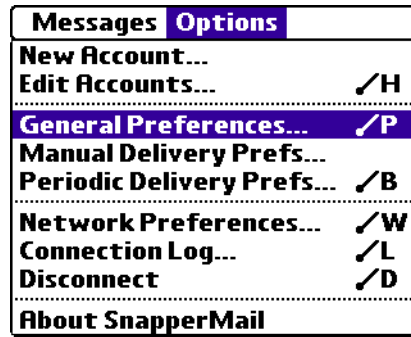 Messages Options
New Account...
Edit Accounts... /H
General Preferences... /P
Manual Delivery Prefs...
Periodic Delivery Prefs... /B
Network Preferences... /W
Connection Log... /L
Disconnect /D
About SnapperMail